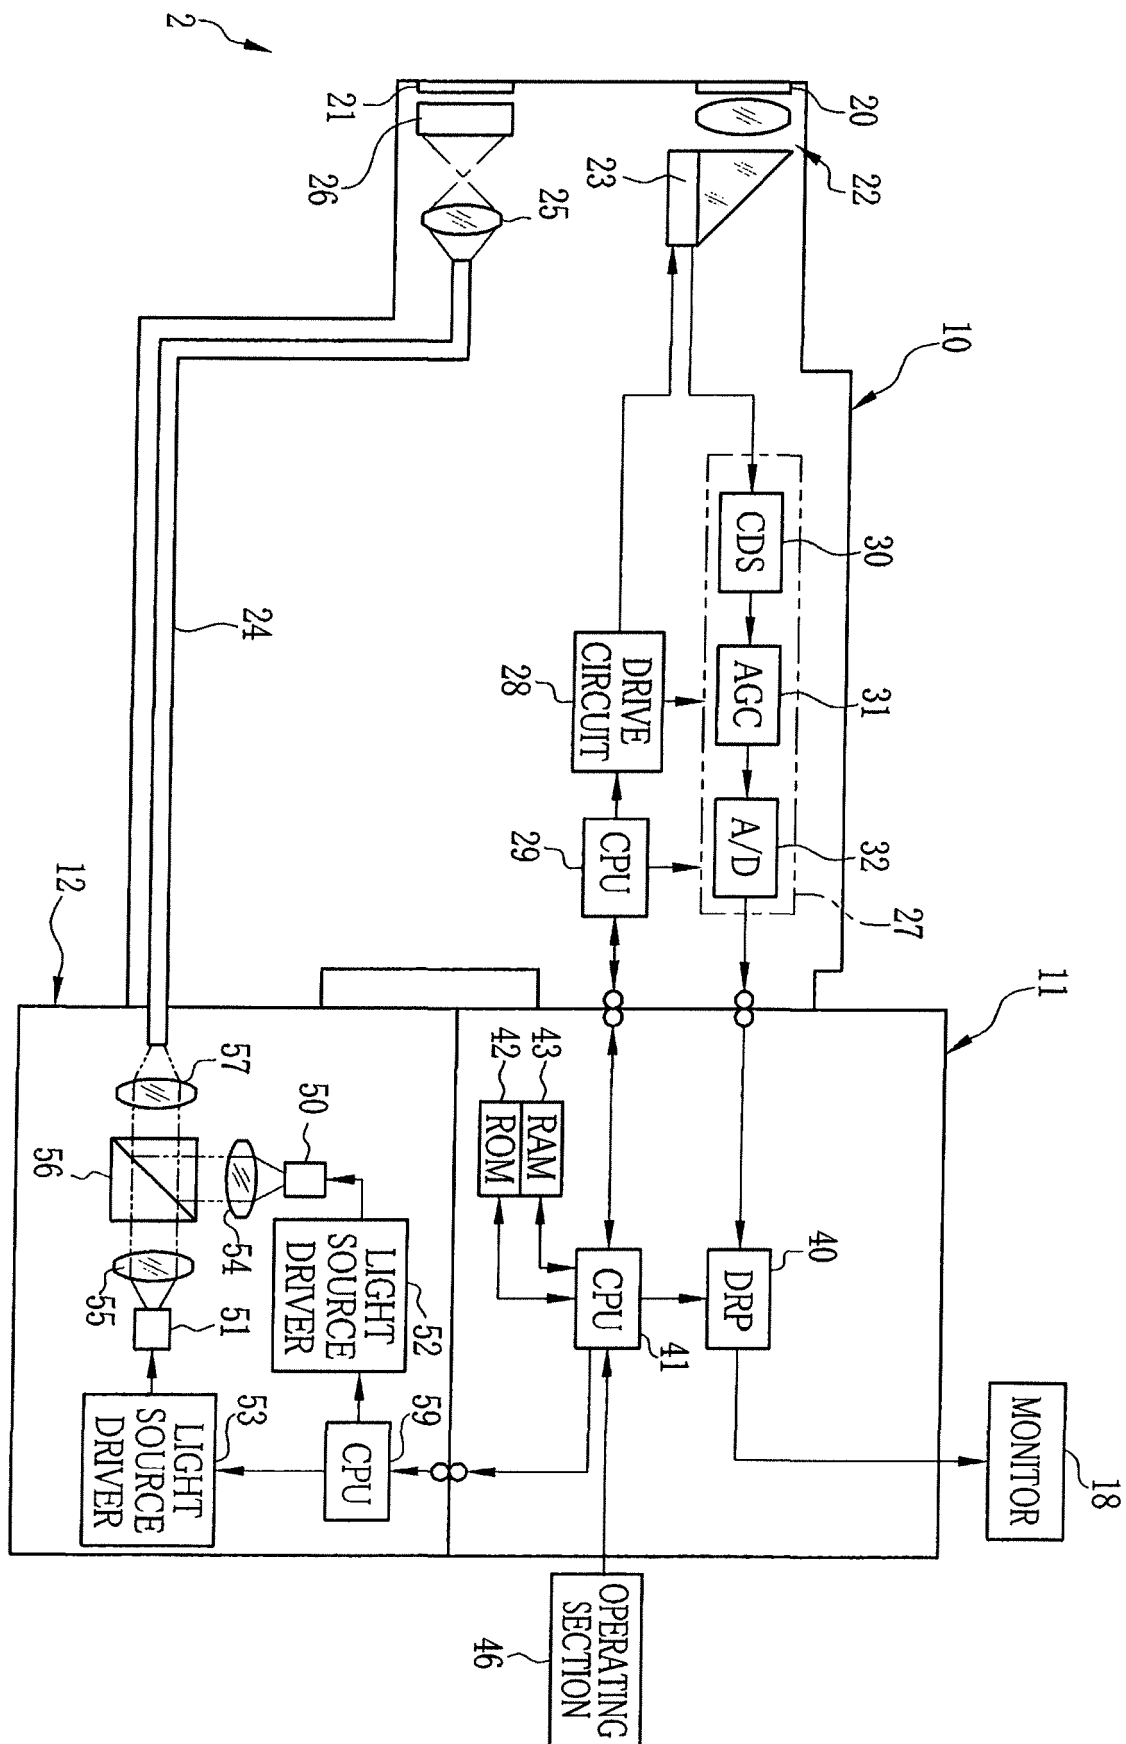 2
10
11
MONITOR
18
20
22
30
31
32
27
CDS
AGC
A/D
40
DRP
23
DRIVE
CIRCUIT
28
CPU
29
43
42
RAM
ROM
CPU
41
OPERATING
SECTION
46
21
26
25
24
12
50
52
LIGHT
SOURCE
DRIVER
59
CPU
57
54
53
LIGHT
SOURCE
DRIVER
56
55
51